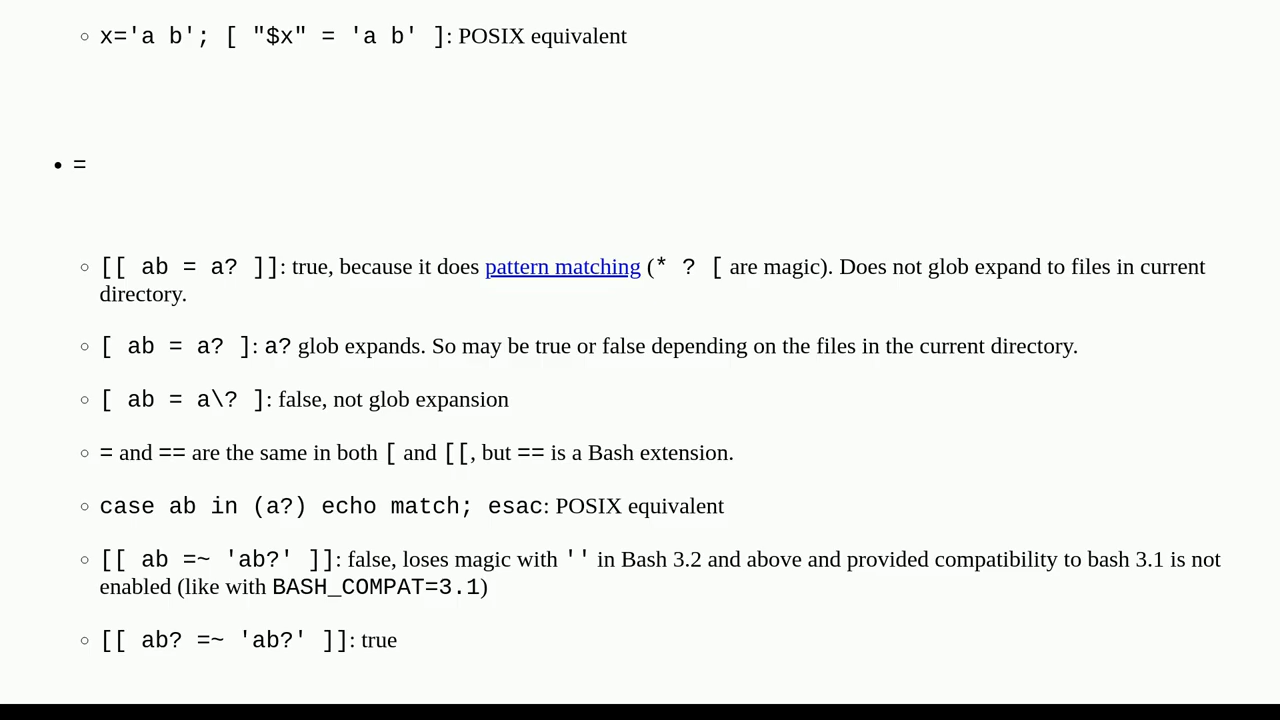 x='a b'; [ "$x" = 'a b' ]: POSIX equivalent
=
[[ ab = a? ]]: true, because it does pattern matching (* ? [ are magic). Does not glob expand to files in current
directory.
[ ab = a? ]: a? glob expands. So may be true or false depending on the files in the current directory.
[ ab = a\? ]: false, not glob expansion
= and == are the same in both [ and [[, but == is a Bash extension.
case ab in (a?) echo match; esac: POSIX equivalent
[[ ab =~ 'ab?' ]]: false, loses magic with '' in Bash 3.2 and above and provided compatibility to bash 3.1 is not
enabled (like with BASH_COMPAT=3.1)
[[ ab? =~ 'ab?' ]]: true